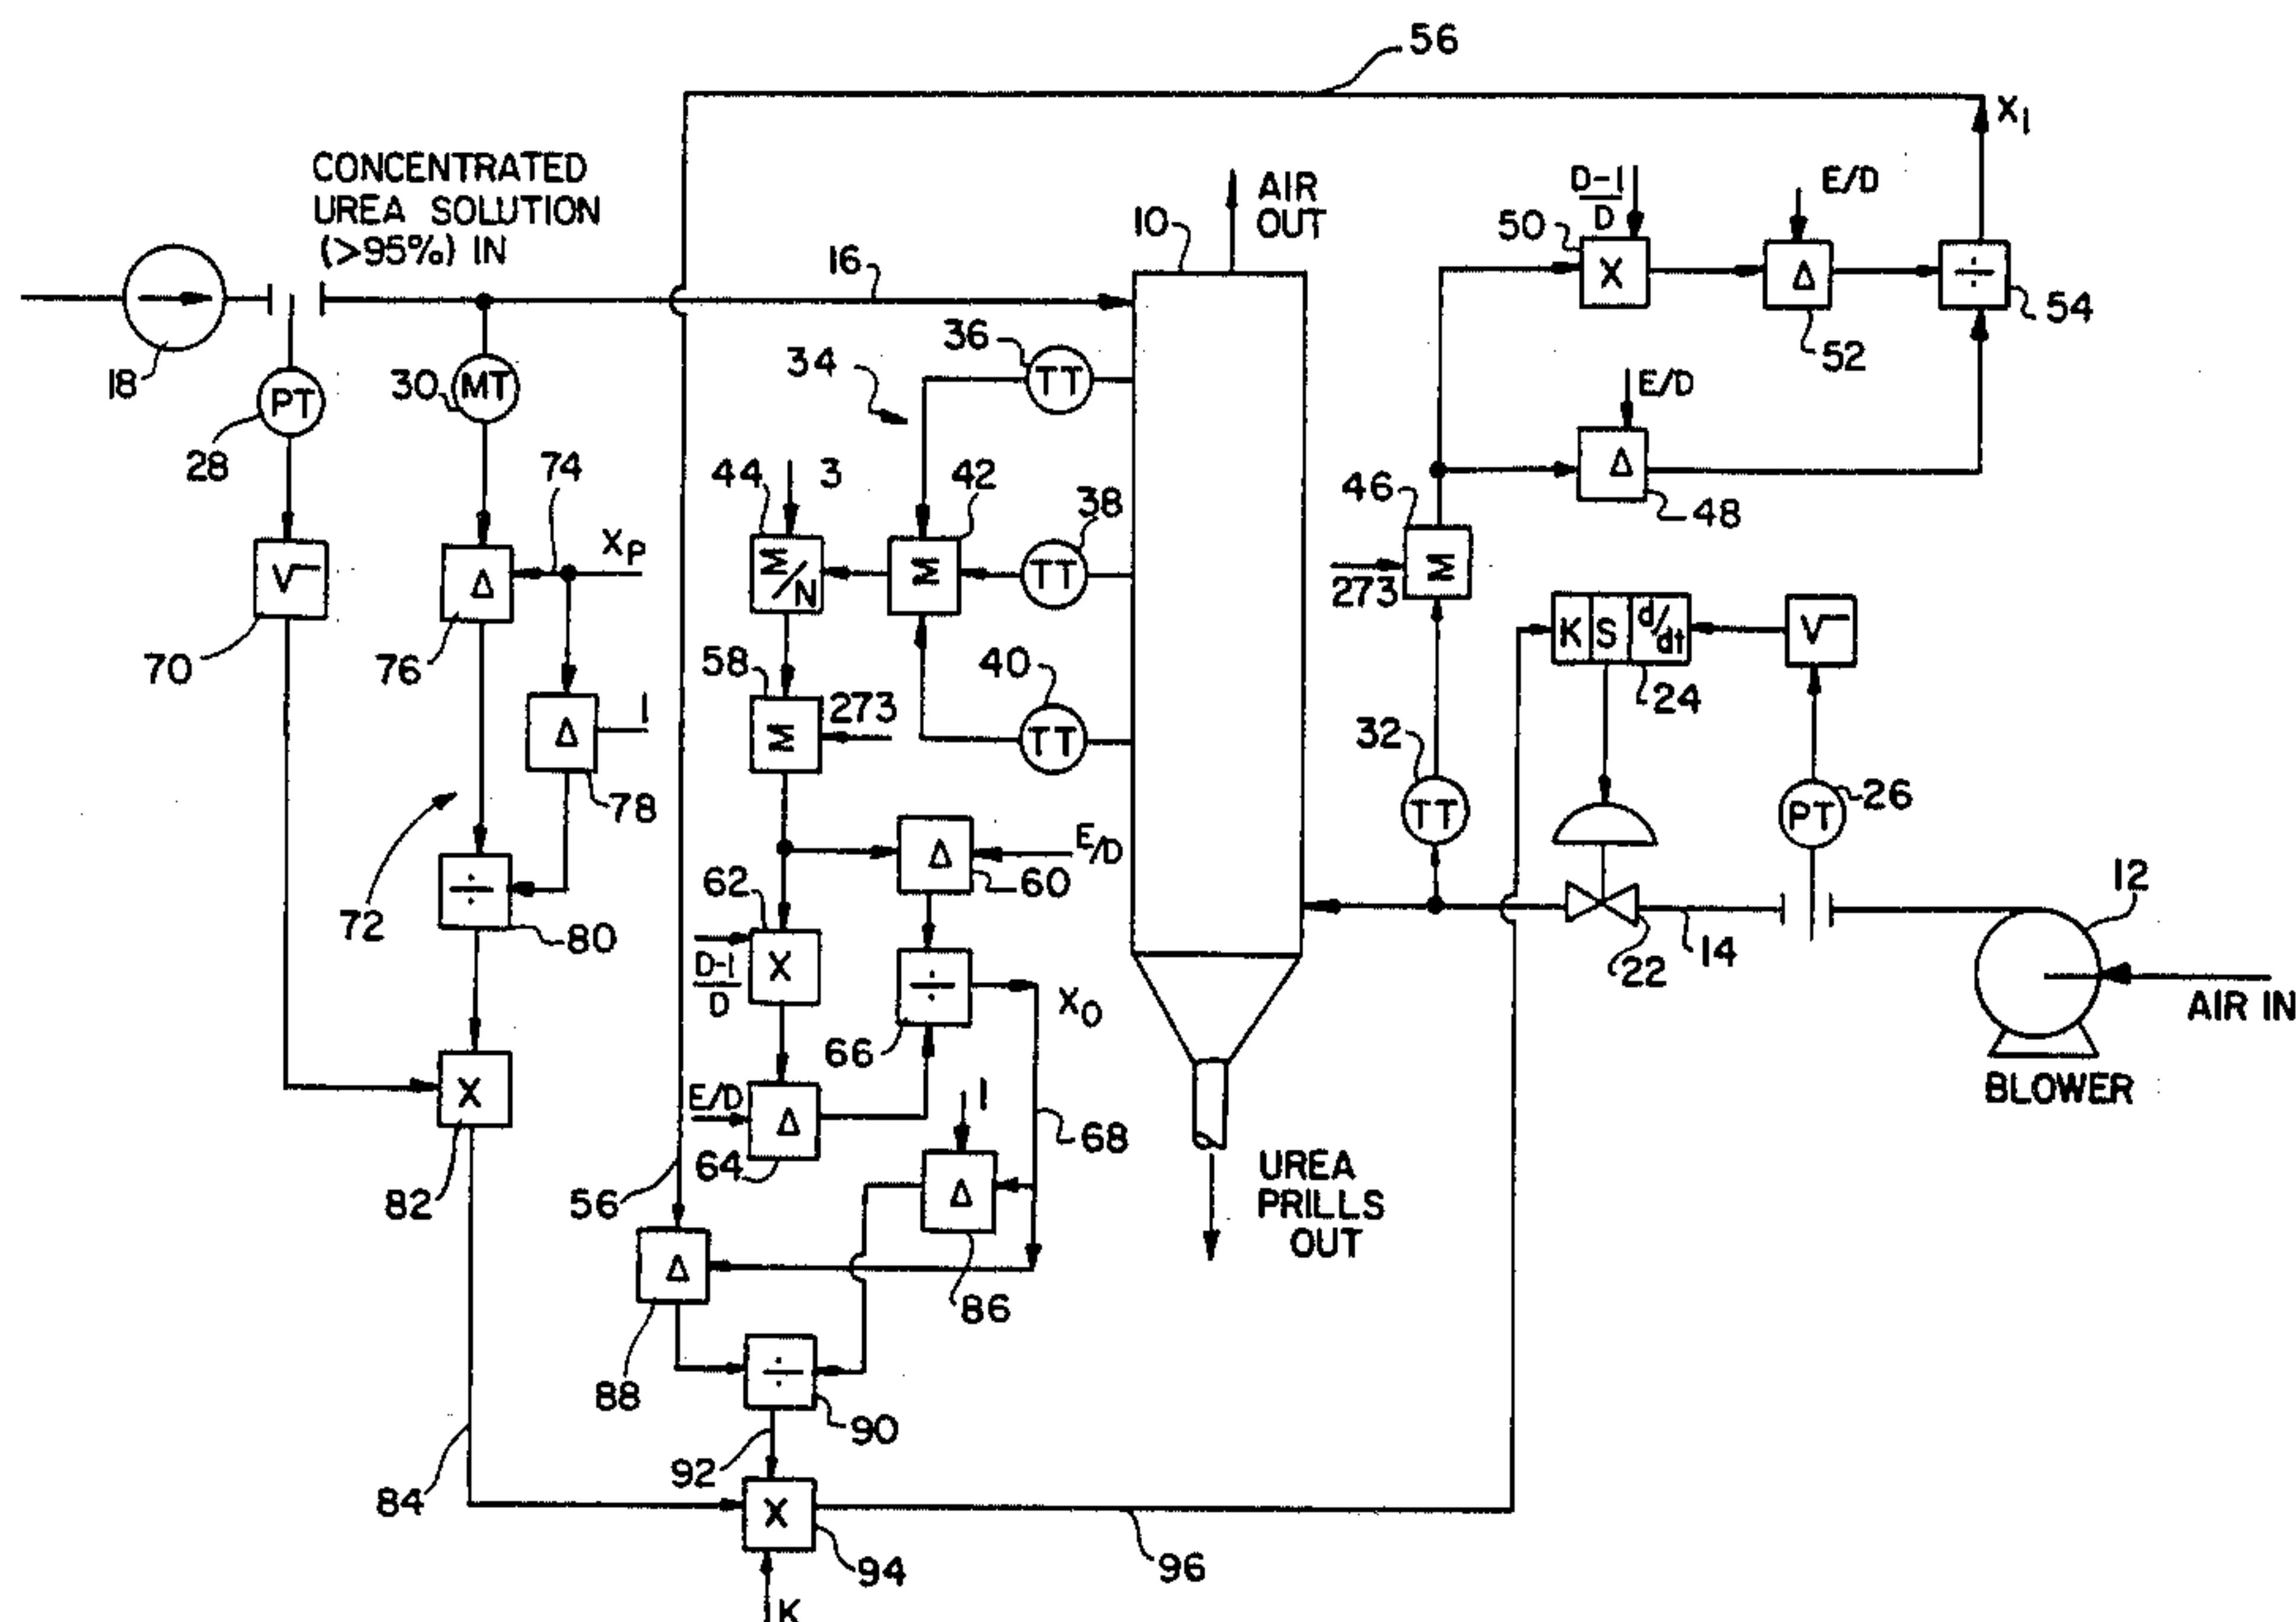 56
X₁
CONCENTRATED
UREA SOLUTION
(>95%) IN
AIR
OUT
D-1
D
E/D
50
10
16
X
Δ
÷
54
18
36
34
52
30
MT
TT
PT
E/D
28
74
44
3
42
46
Δ
48
38
X_P
√
Δ
M/N
M
TT
273
M
K
S
d/dt
√
70
76
58
40
24
Δ
1
M
273
TT
32
78
TT
PT
26
72
÷
80
62
Δ
E/D
60
12
D-1
D
X
÷
X₀
22
14
AIR IN
66
X
E/D
Δ
1
BLOWER
82
64
68
56
Δ
UREA
PRILLS
OUT
Δ
86
88
÷
90
92
84
X
94
96
K